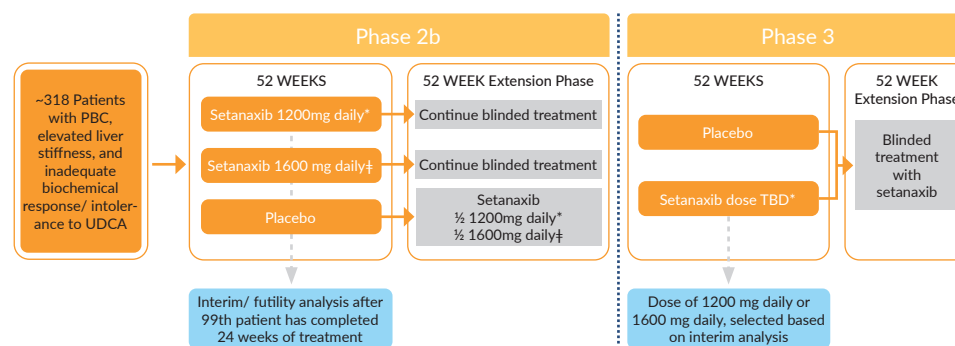 Phase 2b
Phase 3
~318 Patients
with PBC,
elevated liver
stiffness, and
inadequate
biochemical
response/ intoler-
ance to UDCA
52 WEEKS
Setanaxib 1200mg daily*
Setanaxib 1600 mg daily‡
Placebo
52 WEEK Extension Phase
Continue blinded treatment
Continue blinded treatment
Setanaxib
½ 1200mg daily*
½ 1600mg daily‡
Interim/ futility analysis after
99th patient has completed
24 weeks of treatment
52 WEEKS
Placebo
Setanaxib dose TBD*
52 WEEK
Extension Phase
Blinded
treatment
with
setanaxib
Dose of 1200 mg daily or
1600 mg daily, selected based
on interim analysis